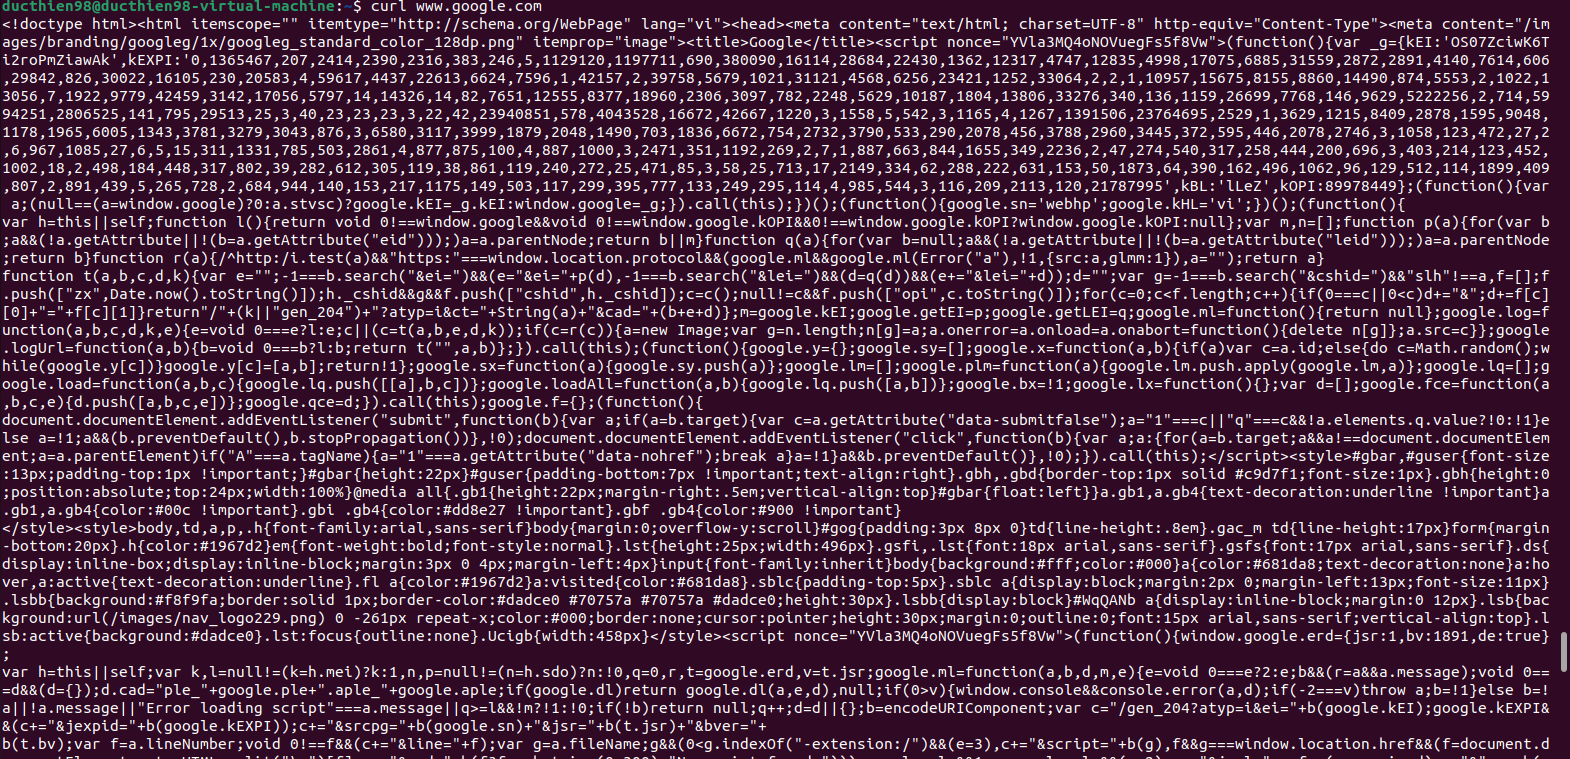 ducthien98@ducthien98-virtual-machine:~$ curl www.google.com
<!doctype html><html itemscope="" itemtype="http://schema.org/WebPage" lang="vi"><head><meta content="text/html; charset=UTF-8" http-equiv="Content-Type"><meta content="/im
ages/branding/googleg/1x/googleg_standard_color_128dp.png" itemprop="image"><title>Google</title><script nonce="YVla3MQ4oNOVuegFs5f8Vw">(function(){var _g={kEI:'OS07ZciwK6T
i2roPmZiawAk',kEXPI:'0,1365467,207,2414,2390,2316,383,246,5,1129120,1197711,690,380090,16114,28684,22430,1362,12317,4747,12835,4998,17075,6885,31559,2872,2891,4140,7614,606
,29842,826,30022,16105,230,20583,4,59617,4437,22613,6624,7596,1,42157,2,39758,5679,1021,31121,4568,6256,23421,1252,33064,2,2,1,10957,15675,8155,8860,14490,874,5553,2,1022,1
3056,7,1922,9779,42459,3142,17056,5797,14,14326,14,82,7651,12555,8377,18960,2306,3097,782,2248,5629,10187,1804,13806,33276,340,136,1159,26699,7768,146,9629,5222256,2,714,59
94251,2806525,141,795,29513,25,3,40,23,23,23,3,22,42,23940851,578,4043528,16672,42667,1220,3,1558,5,542,3,1165,4,1267,1391506,23764695,2529,1,3629,1215,8409,2878,1595,9048,
1178,1965,6005,1343,3781,3279,3043,876,3,6580,3117,3999,1879,2048,1490,703,1836,6672,754,2732,3790,533,290,2078,456,3788,2960,3445,372,595,446,2078,2746,3,1058,123,472,27,2
,6,967,1085,27,6,5,15,311,1331,785,503,2861,4,877,875,100,4,887,1000,3,2471,351,1192,269,2,7,1,887,663,844,1655,349,2236,2,47,274,540,317,258,444,200,696,3,403,214,123,452,
1002,18,2,498,184,448,317,802,39,282,612,305,119,38,861,119,240,272,25,471,85,3,58,25,713,17,2149,334,62,288,222,631,153,50,1873,64,390,162,496,1062,96,129,512,114,1899,409
,807,2,891,439,5,265,728,2,684,944,140,153,217,1175,149,503,117,299,395,777,133,249,295,114,4,985,544,3,116,209,2113,120,21787995',kBL:'lLeZ',kOPI:89978449};(function(){var
 a;(null==(a=window.google)?0:a.stvsc)?google.kEI=_g.kEI:window.google=_g;}).call(this);})();(function(){google.sn='webhp';google.kHL='vi';})();(function(){
var h=this||self;function l(){return void 0!==window.google&&void 0!==window.google.kOPI&&0!==window.google.kOPI?window.google.kOPI:null};var m,n=[];function p(a){for(var b
;a&&(!a.getAttribute||!(b=a.getAttribute("eid")));)a=a.parentNode;return b||m}function q(a){for(var b=null;a&&(!a.getAttribute||!(b=a.getAttribute("leid")));)a=a.parentNode
;return b}function r(a){/^http:/i.test(a)&&"https:"===window.location.protocol&&(google.ml&&google.ml(Error("a"),!1,{src:a,glmm:1}),a="");return a}
function t(a,b,c,d,k){var e="";-1===b.search("&ei=")&&(e="&ei="+p(d),-1===b.search("&lei=")&&(d=q(d))&&(e+="&lei="+d));d="";var g=-1===b.search("&cshid=")&&"slh"!==a,f=[];f
.push(["zx",Date.now().toString()]);h._cshid&&g&&f.push(["cshid",h._cshid]);c=c();null!=c&&f.push(["opi",c.toString()]);for(c=0;c<f.length;c++){if(0===c||0<c)d+="&";d+=f[c]
[0]+"="+f[c][1]}return"/"+(k||"gen_204")+"?atyp=i&ct="+String(a)+"&cad="+(b+e+d)};m=google.kEI;google.getEI=p;google.getLEI=q;google.ml=function(){return null};google.log=f
unction(a,b,c,d,k,e){e=void 0===e?l:e;c||(c=t(a,b,e,d,k));if(c=r(c)){a=new Image;var g=n.length;n[g]=a;a.onerror=a.onload=a.onabort=function(){delete n[g]};a.src=c}};google
.logUrl=function(a,b){b=void 0===b?l:b;return t("",a,b)};}).call(this);(function(){google.y={};google.sy=[];google.x=function(a,b){if(a)var c=a.id;else{do c=Math.random();w
hile(google.y[c])}google.y[c]=[a,b];return!1};google.sx=function(a){google.sy.push(a)};google.lm=[];google.plm=function(a){google.lm.push.apply(google.lm,a)};google.lq=[];g
oogle.load=function(a,b,c){google.lq.push([[a],b,c])};google.loadAll=function(a,b){google.lq.push([a,b])};google.bx=!1;google.lx=function(){};var d=[];google.fce=function(a
,b,c,e){d.push([a,b,c,e])};google.qce=d;}).call(this);google.f={};(function(){
document.documentElement.addEventListener("submit",function(b){var a;if(a=b.target){var c=a.getAttribute("data-submitfalse");a="1"===c||"q"===c&&!a.elements.q.value?!0:!1}e
lse a=!1;a&&(b.preventDefault(),b.stopPropagation())},!0);document.documentElement.addEventListener("click",function(b){var a;a:{for(a=b.target;a&&a!==document.documentElem
ent;a=a.parentElement)if("A"===a.tagName){a="1"===a.getAttribute("data-nohref");break a}a=!1}a&&b.preventDefault()},!0);}).call(this);</script><style>#gbar,#guser{font-size
:13px;padding-top:1px !important;}#gbar{height:22px}#guser{padding-bottom:7px !important;text-align:right}.gbh,.gbd{border-top:1px solid #c9d7f1;font-size:1px}.gbh{height:0
;position:absolute;top:24px;width:100%}@media all{.gb1{height:22px;margin-right:.5em;vertical-align:top}#gbar{float:left}}a.gb1,a.gb4{text-decoration:underline !important}a
.gb1,a.gb4{color:#00c !important}.gbi .gb4{color:#dd8e27 !important}.gbf .gb4{color:#900 !important}
</style><style>body,td,a,p,.h{font-family:arial,sans-serif}body{margin:0;overflow-y:scroll}#gog{padding:3px 8px 0}td{line-height:.8em}.gac_m td{line-height:17px}form{margin
-bottom:20px}.h{color:#1967d2}em{font-weight:bold;font-style:normal}.lst{height:25px;width:496px}.gsfi,.lst{font:18px arial,sans-serif}.gsfs{font:17px arial,sans-serif}.ds{
display:inline-box;display:inline-block;margin:3px 0 4px;margin-left:4px}input{font-family:inherit}body{background:#fff;color:#000}a{color:#681da8;text-decoration:none}a:ho
ver,a:active{text-decoration:underline}.fl a{color:#1967d2}a:visited{color:#681da8}.sblc{padding-top:5px}.sblc a{display:block;margin:2px 0;margin-left:13px;font-size:11px}
.lsbb{background:#f8f9fa;border:solid 1px;border-color:#dadce0 #70757a #70757a #dadce0;height:30px}.lsbb{display:block}#WqQANb a{display:inline-block;margin:0 12px}.lsb{bac
kground:url(/images/nav_logo229.png) 0 -261px repeat-x;color:#000;border:none;cursor:pointer;height:30px;margin:0;outline:0;font:15px arial,sans-serif;vertical-align:top}.l
sb:active{background:#dadce0}.lst:focus{outline:none}.Ucigb{width:458px}</style><script nonce="YVla3MQ4oNOVuegFs5f8Vw">(function(){window.google.erd={jsr:1,bv:1891,de:true}
;
var h=this||self;var k,l=null!=(k=h.mei)?k:1,n,p=null!=(n=h.sdo)?n:!0,q=0,r,t=google.erd,v=t.jsr;google.ml=function(a,b,d,m,e){e=void 0===e?2:e;b&&(r=a&&a.message);void 0==
=d&&(d={});d.cad="ple_"+google.ple+".aple_"+google.aple;if(google.dl)return google.dl(a,e,d),null;if(0>v){window.console&&console.error(a,d);if(-2===v)throw a;b=!1}else b=!
a||!a.message||"Error loading script"===a.message||q>=l&&!m?!1:!0;if(!b)return null;q++;d=d||{};b=encodeURIComponent;var c="/gen_204?atyp=i&ei="+b(google.kEI);google.kEXPI&
&(c+="&jexpid="+b(google.kEXPI));c+="&srcpg="+b(google.sn)+"&jsr="+b(t.jsr)+"&bver="+
b(t.bv);var f=a.lineNumber;void 0!==f&&(c+="&line="+f);var g=a.fileName;g&&(0<g.indexOf("-extension:/")&&(e=3),c+="&script="+b(g),f&&g===window.location.href&&(f=document.d